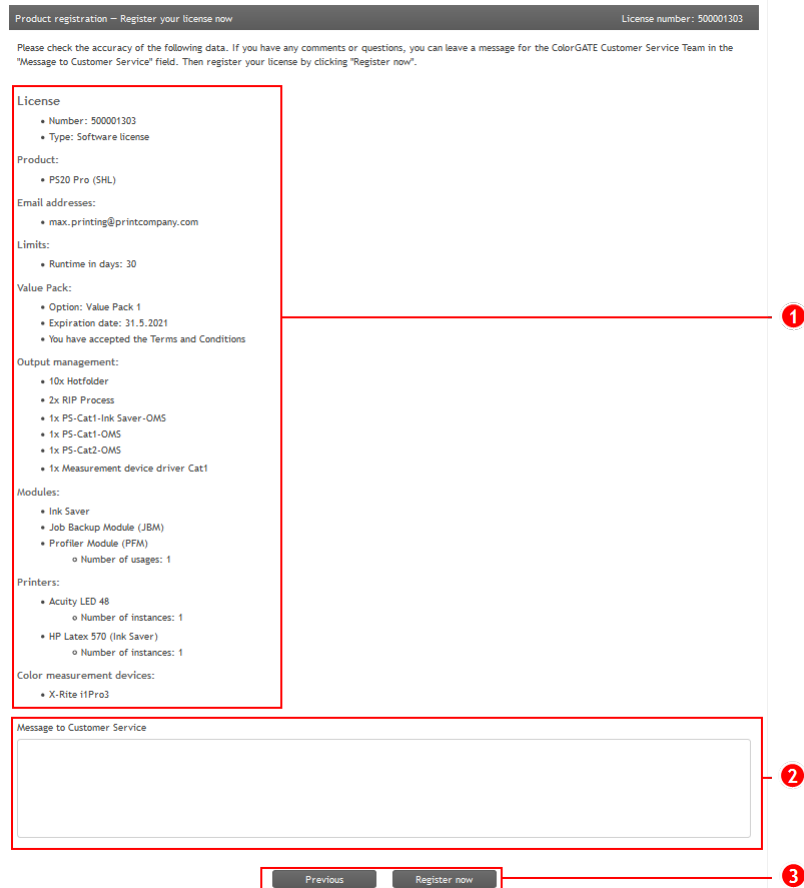 Product registration — Register your license now License number: 500001303
Please check the accuracy of the following data. If you have any comments or questions, you can leave a message for the ColorGATE Customer Service Team in the
"Message to Customer Service" field. Then register your license by clicking "Register now".
License
• Number: 500001303
• Type: Software license
Product:
• PS20 Pro (SHL)
Email addresses:
• max.printing@printcompany.com
Limits:
• Runtime in days: 30
Value Pack:
• Option: Value Pack 1
• Expiration date: 31.5.2021
• You have accepted the Terms and Conditions
1
Output management:
• 10x Hotfolder
• 2x RIP Process
• 1x PS-Cat1-Ink Saver-OMS
• 1x PS-Cat1-OMS
• 1x PS-Cat2-OMS
• 1x Measurement device driver Cat1
Modules:
• Ink Saver
• Job Backup Module (JBM)
• Profiler Module (PFM)
o Number of usages: 1
Printers:
• Acuity LED 48
o Number of instances: 1
• HP Latex 570 (Ink Saver)
o Number of instances: 1
Color measurement devices:
• X-Rite i1Pro3
Message to Customer Service
2
Previous Register now
3